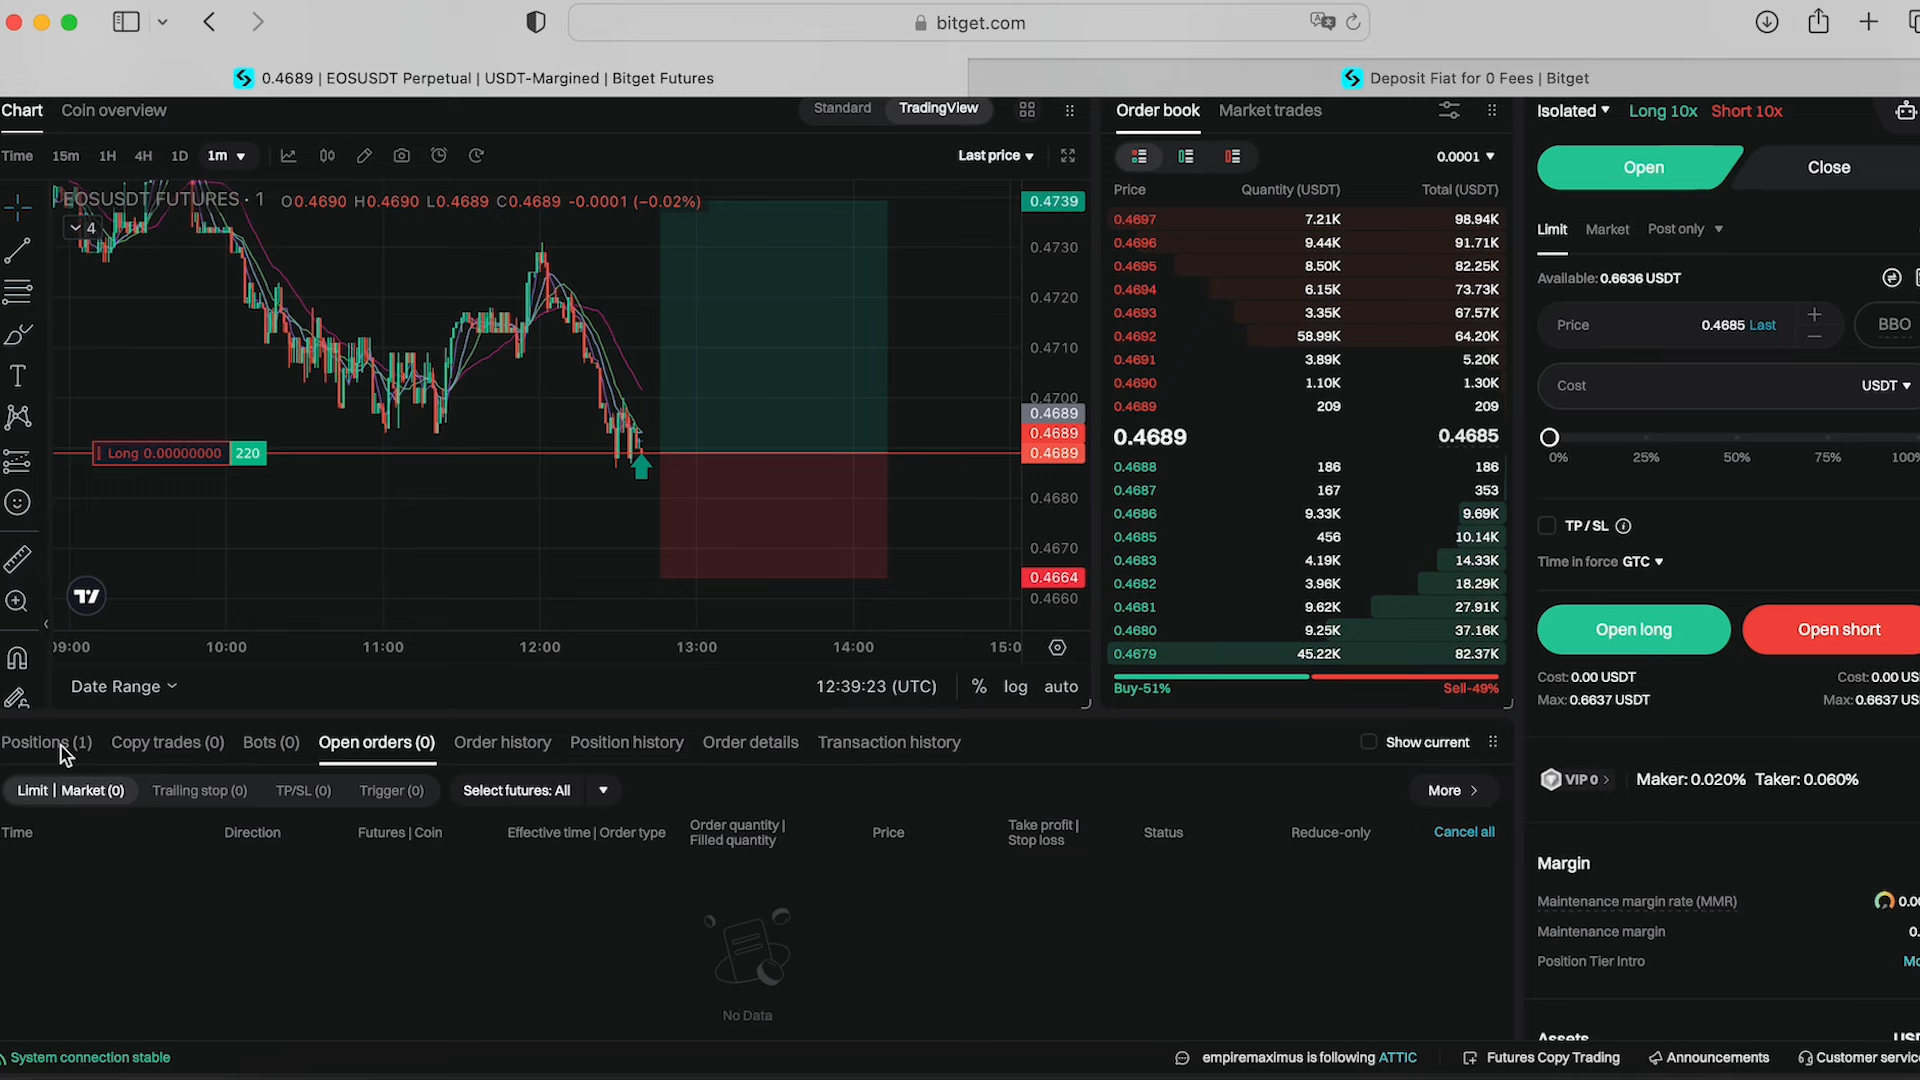 bitget.com
0.4689 | EOSUSDT Perpetual | USDT-Margined | Bitget Futures
Deposit Fiat for 0 Fees | Bitget
Chart Coin overview Standard TradingView
Time 15m 1H 4H 1D 1m Last price
EOSUSDT FUTURES · 1 O0.4690 H0.4690 L0.4689 C0.4689 -0.0001 (−0.02%)
4
0.4739
0.4730
0.4720
0.4710
0.4700
0.4689
0.4689
0.4689
0.4680
0.4670
0.4664
0.4660
Long 0.00000000 220
09:00 10:00 11:00 12:00 13:00 14:00 15:0
Date Range 12:39:23 (UTC) % log auto
Order book Market trades
0.0001
Price Quantity (USDT) Total (USDT)
0.4697 7.21K 98.94K
0.4696 9.44K 91.71K
0.4695 8.50K 82.25K
0.4694 6.15K 73.73K
0.4693 3.35K 67.57K
0.4692 58.99K 64.20K
0.4691 3.89K 5.20K
0.4690 1.10K 1.30K
0.4689 209 209
0.4689 0.4685
0.4688 186 186
0.4687 167 353
0.4686 9.33K 9.69K
0.4685 456 10.14K
0.4683 4.19K 14.33K
0.4682 3.96K 18.29K
0.4681 9.62K 27.91K
0.4680 9.25K 37.16K
0.4679 45.22K 82.37K
Buy-51% Sell-49%
Isolated Long 10x Short 10x
Open Close
Limit Market Post only
Available: 0.6636 USDT
Price 0.4685 Last BBO
Cost USDT
0% 25% 50% 75% 100%
TP/SL
Time in force GTC
Open long Open short
Cost: 0.00 USDT Cost: 0.00 US
Max: 0.6637 USDT Max: 0.6637 USDT
VIP 0 Maker: 0.020% Taker: 0.060%
Margin
Maintenance margin rate (MMR) 0.0
Maintenance margin 0.
Position Tier Intro Mo
Positions (1) Copy trades (0) Bots (0) Open orders (0) Order history Position history Order details Transaction history Show current
Limit | Market (0) Trailing stop (0) TP/SL (0) Trigger (0) Select futures: All More
Time Direction Futures | Coin Effective time | Order type Order quantity | Price Take profit | Status Reduce-only Cancel all
Filled quantity Stop loss
No Data
System connection stable empiremaximus is following ATTIC Futures Copy Trading Announcements Customer service